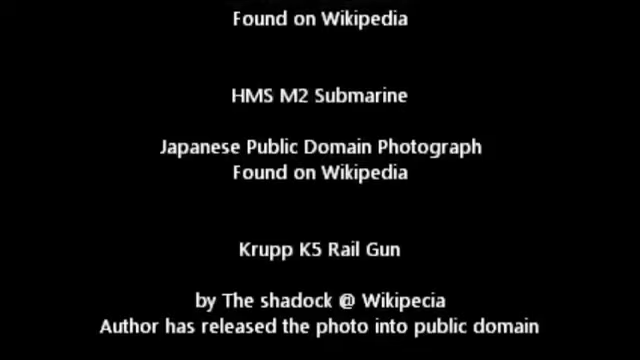 Found on Wikipedia
HMS M2 Submarine
Japanese Public Domain Photograph
Found on Wikipedia
Krupp K5 Rail Gun
by The shadock @ Wikipecia
Author has released the photo into public domain